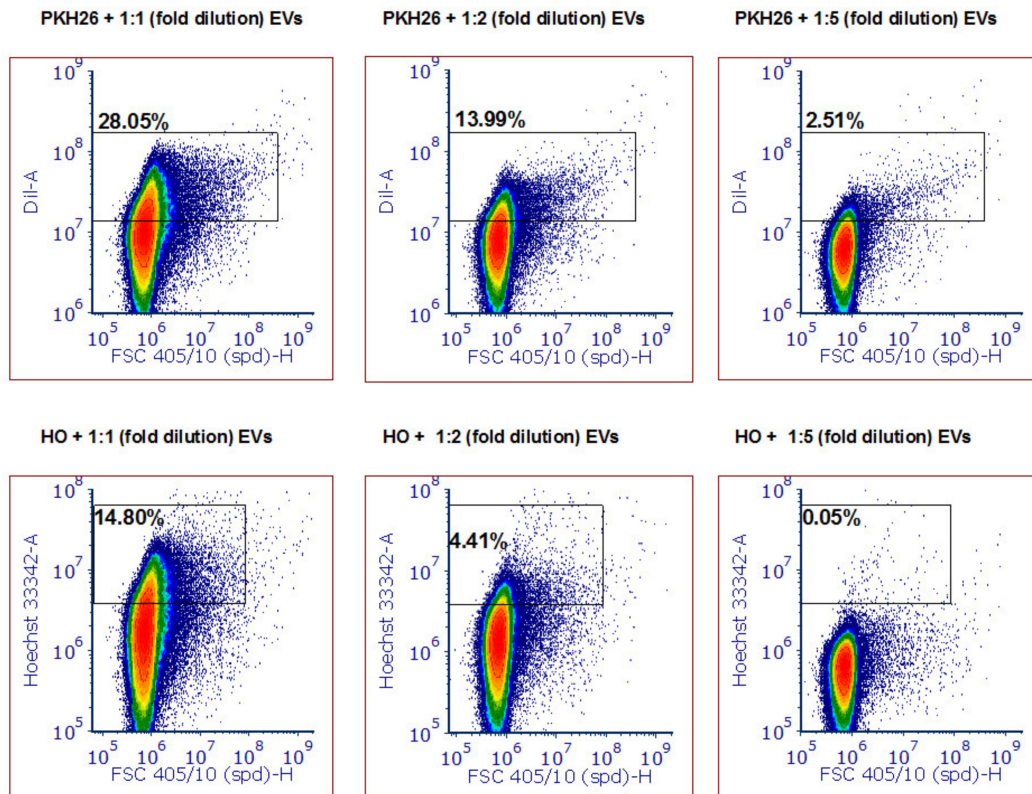 PKH26 + 1:1 (fold dilution) EVs
PKH26 + 1:2 (fold dilution) EVs
PKH26 + 1:5 (fold dilution) EVs
10^9
28.05%
10^8
DiI-A
10^7
10^6
10^5 10^6 10^7 10^8 10^9
FSC 405/10 (spd)-H
10^9
13.99%
10^8
DiI-A
10^7
10^6
10^5 10^6 10^7 10^8 10^9
FSC 405/10 (spd)-H
10^9
2.51%
10^8
DiI-A
10^7
10^6
10^5 10^6 10^7 10^8 10^9
FSC 405/10 (spd)-H
HO + 1:1 (fold dilution) EVs
HO + 1:2 (fold dilution) EVs
HO + 1:5 (fold dilution) EVs
10^8
14.80%
10^7
Hoechst 33342-A
10^6
10^5
10^5 10^6 10^7 10^8 10^9
FSC 405/10 (spd)-H
10^8
4.41%
10^7
Hoechst 33342-A
10^6
10^5
10^5 10^6 10^7 10^8 10^9
FSC 405/10 (spd)-H
10^8
0.05%
10^7
Hoechst 33342-A
10^6
10^5
10^5 10^6 10^7 10^8 10^9
FSC 405/10 (spd)-H